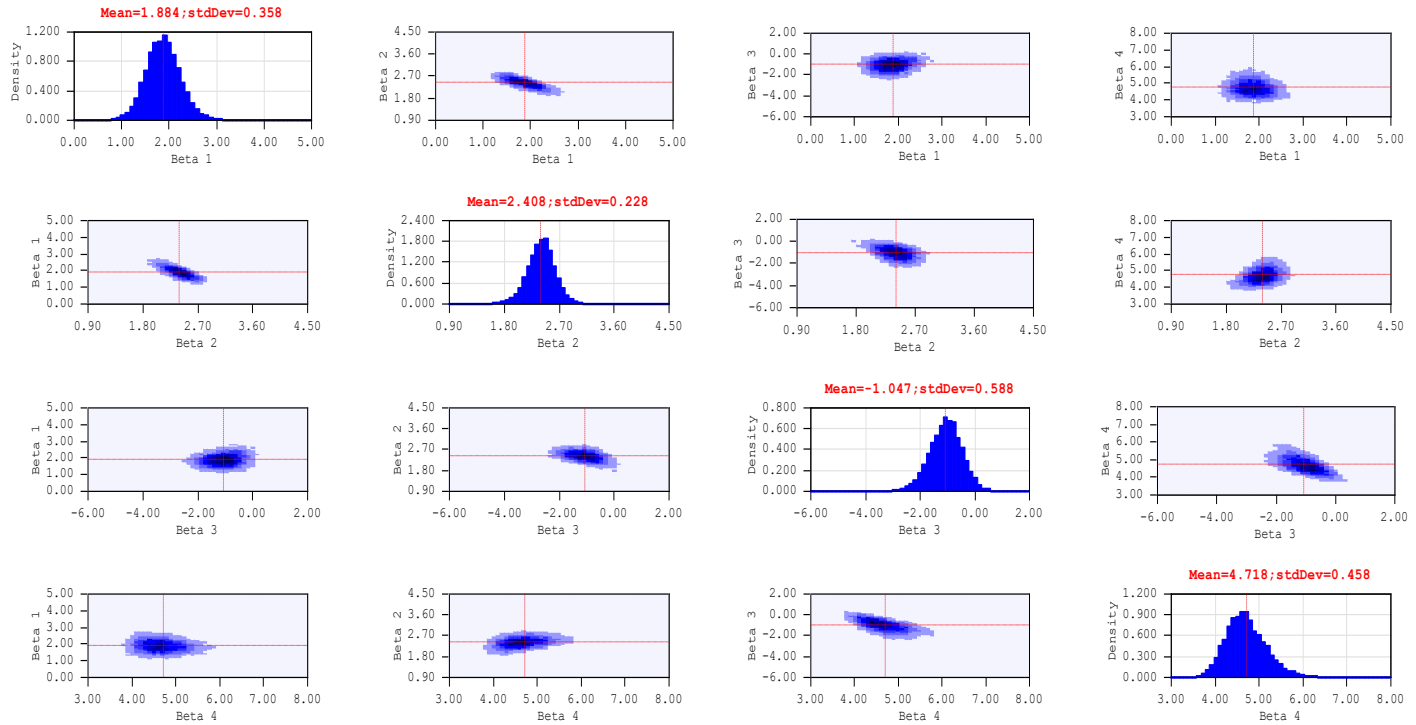 Mean=1.884;stdDev=0.358
Density
1.200
0.800
0.400
0.000
0.00 1.00 2.00 3.00 4.00 5.00
Beta 1
Beta 2
4.50
3.60
2.70
1.80
0.90
0.00 1.00 2.00 3.00 4.00 5.00
Beta 1
Beta 3
2.00
0.00
-2.00
-4.00
-6.00
0.00 1.00 2.00 3.00 4.00 5.00
Beta 1
Beta 4
8.00
7.00
6.00
5.00
4.00
3.00
0.00 1.00 2.00 3.00 4.00 5.00
Beta 1
Beta 1
5.00
4.00
3.00
2.00
1.00
0.00
0.90 1.80 2.70 3.60 4.50
Beta 2
Mean=2.408;stdDev=0.228
Density
2.400
1.800
1.200
0.600
0.000
0.90 1.80 2.70 3.60 4.50
Beta 2
Beta 3
2.00
0.00
-2.00
-4.00
-6.00
0.90 1.80 2.70 3.60 4.50
Beta 2
Beta 4
8.00
7.00
6.00
5.00
4.00
3.00
0.90 1.80 2.70 3.60 4.50
Beta 2
Beta 1
5.00
4.00
3.00
2.00
1.00
0.00
-6.00 -4.00 -2.00 0.00 2.00
Beta 3
Beta 2
4.50
3.60
2.70
1.80
0.90
-6.00 -4.00 -2.00 0.00 2.00
Beta 3
Mean=-1.047;stdDev=0.588
Density
0.800
0.600
0.400
0.200
0.000
-6.00 -4.00 -2.00 0.00 2.00
Beta 3
Beta 4
8.00
7.00
6.00
5.00
4.00
3.00
-6.00 -4.00 -2.00 0.00 2.00
Beta 3
Beta 1
5.00
4.00
3.00
2.00
1.00
0.00
3.00 4.00 5.00 6.00 7.00 8.00
Beta 4
Beta 2
4.50
3.60
2.70
1.80
0.90
3.00 4.00 5.00 6.00 7.00 8.00
Beta 4
Beta 3
2.00
0.00
-2.00
-4.00
-6.00
3.00 4.00 5.00 6.00 7.00 8.00
Beta 4
Mean=4.718;stdDev=0.458
Density
1.200
0.900
0.600
0.300
0.000
3.00 4.00 5.00 6.00 7.00 8.00
Beta 4